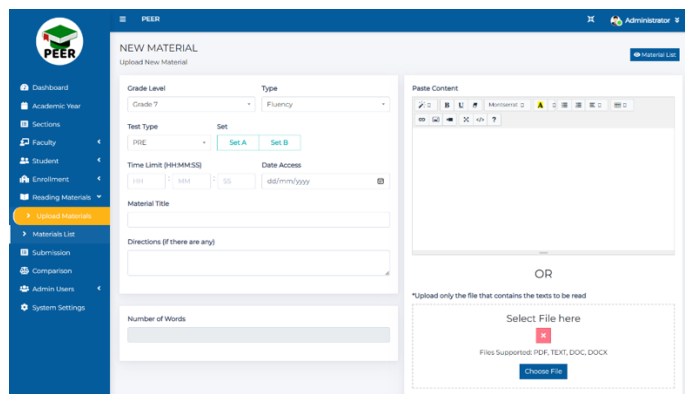 PEER
PEER
Administrator
Dashboard
Academic Year
Sections
Faculty
Student
Enrollment
Reading Materials
Upload Materials
Materials List
Submission
Comparison
Admin Users
System Settings
NEW MATERIAL
Upload New Material
Material List
Grade Level
Type
Grade 7
Fluency
Test Type
Set
PRE
Set A
Set B
Time Limit (HH:MM:SS)
Date Access
HH : MM : SS
dd/mm/yyyy
Material Title
Directions (if there are any)
Number of Words
Paste Content
B U Montserrat A
</> ?
OR
*Upload only the file that contains the texts to be read
Select File here
Files Supported: PDF, TEXT, DOC, DOCX
Choose File